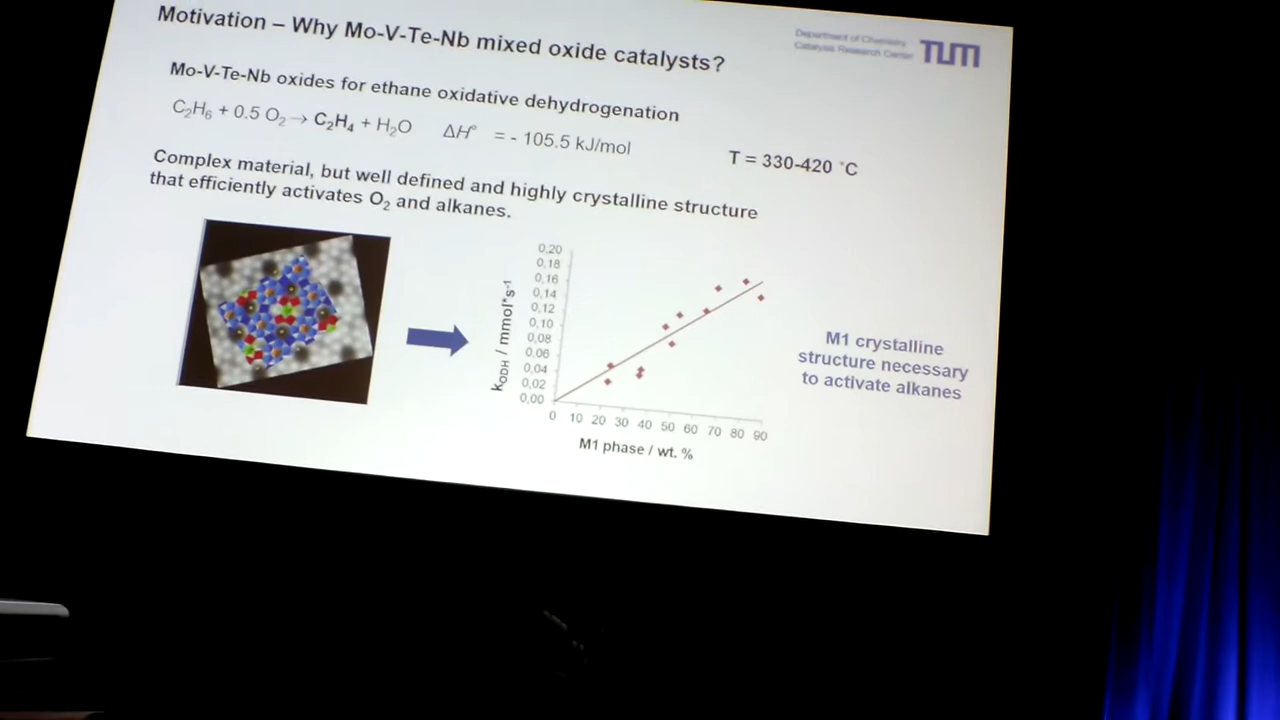 Motivation – Why Mo-V-Te-Nb mixed oxide catalysts?
Department of Chemistry
Catalysis Research Center
TUM
Mo-V-Te-Nb oxides for ethane oxidative dehydrogenation
C₂H₆ + 0.5 O₂ → C₂H₄ + H₂O ΔH° = - 105.5 kJ/mol
T = 330-420 °C
Complex material, but well defined and highly crystalline structure
that efficiently activates O₂ and alkanes.
0,20
0,18
0,16
0,14
0,12
0,10
0,08
0,06
0,04
0,02
0,00
kODH / mmol*s⁻¹
0 10 20 30 40 50 60 70 80 90
M1 phase / wt. %
M1 crystalline
structure necessary
to activate alkanes